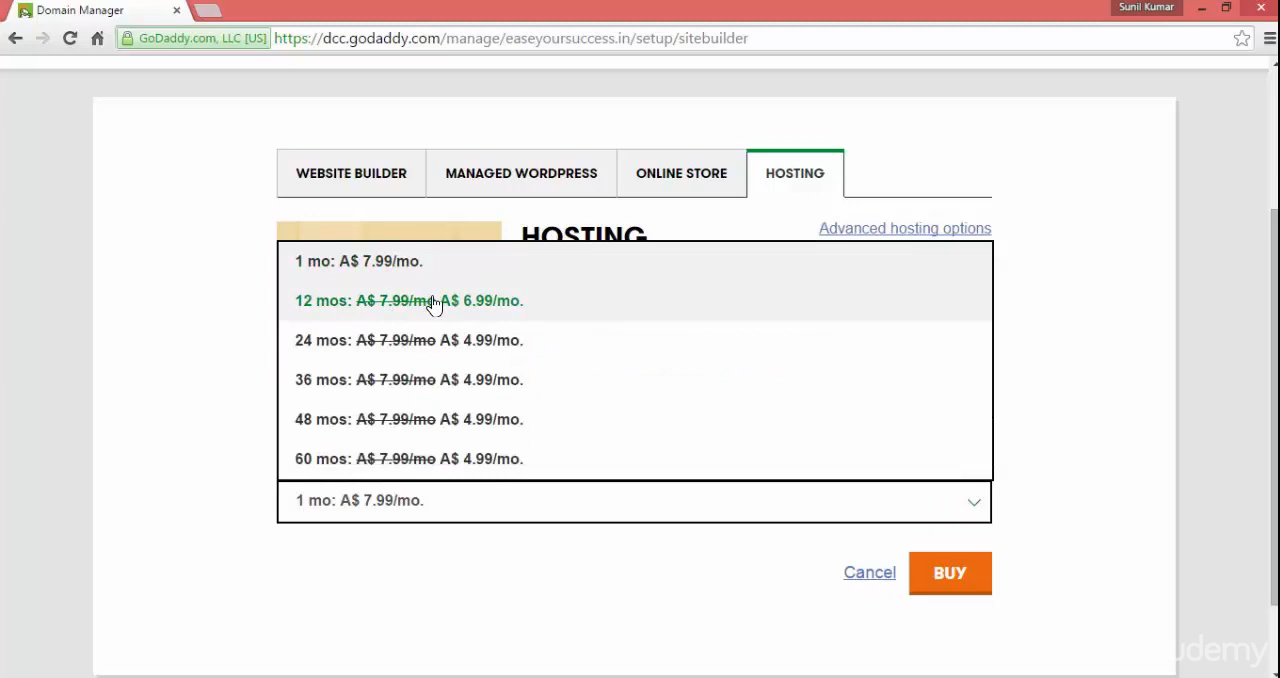 Domain Manager
Sunil Kumar
GoDaddy.com, LLC [US] https://dcc.godaddy.com/manage/easeyoursuccess.in/setup/sitebuilder
WEBSITE BUILDER MANAGED WORDPRESS ONLINE STORE HOSTING
HOSTING Advanced hosting options
1 mo: A$ 7.99/mo.
12 mos: A$ 7.99/mo A$ 6.99/mo.
24 mos: A$ 7.99/mo A$ 4.99/mo.
36 mos: A$ 7.99/mo A$ 4.99/mo.
48 mos: A$ 7.99/mo A$ 4.99/mo.
60 mos: A$ 7.99/mo A$ 4.99/mo.
1 mo: A$ 7.99/mo.
Cancel BUY
udemy